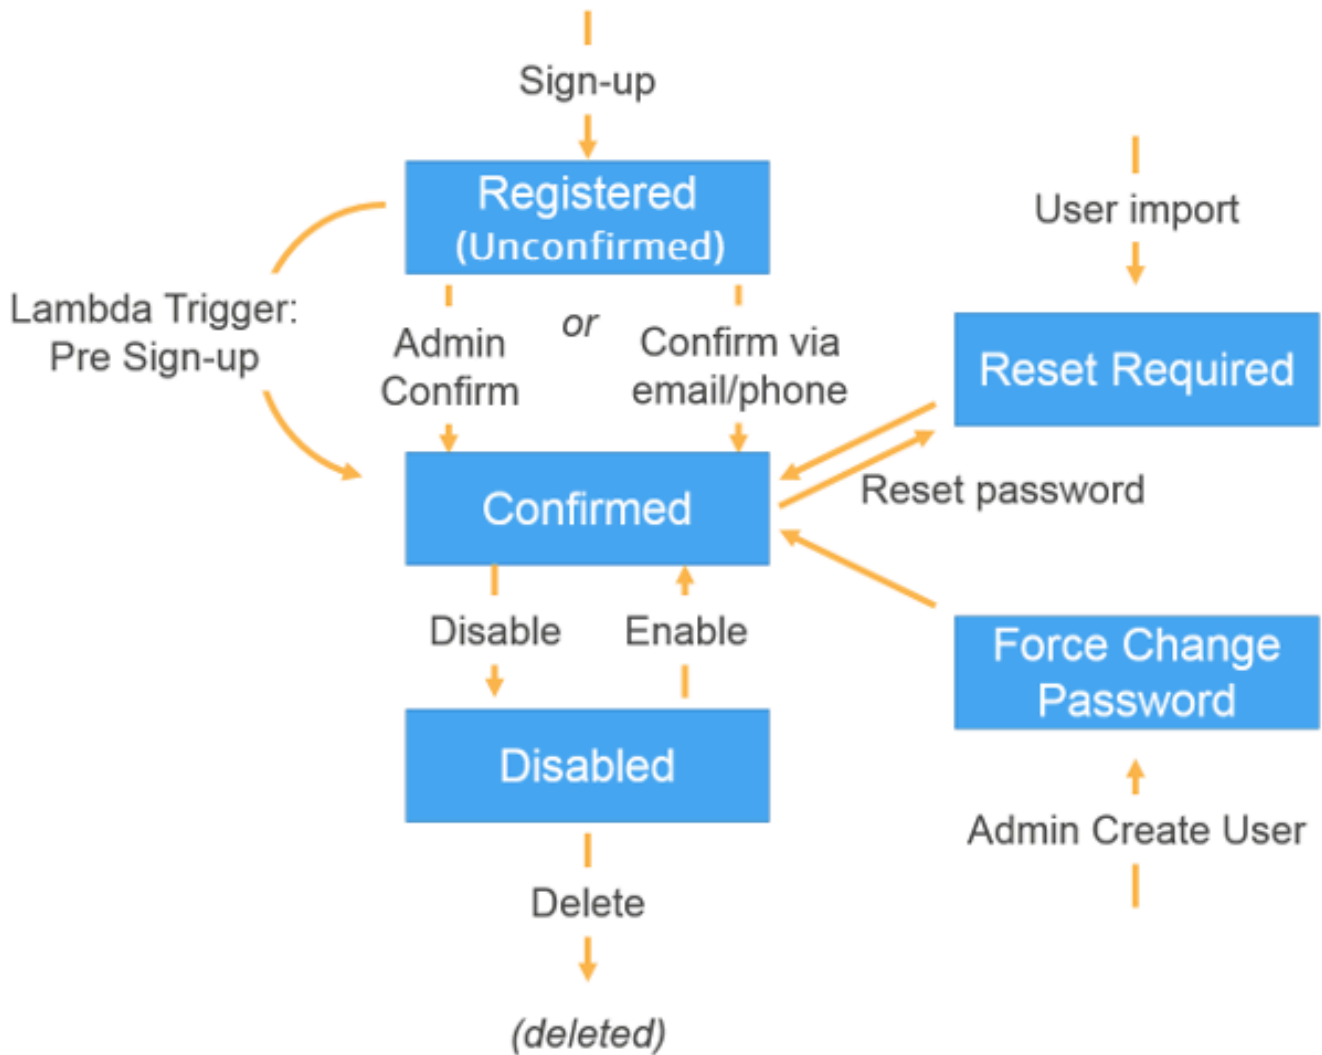 Sign-up
Registered
(Unconfirmed)
User import
Lambda Trigger:
Pre Sign-up
Admin
Confirm
or
Confirm via
email/phone
Reset Required
Confirmed
Reset password
Disable
Enable
Force Change
Password
Disabled
Admin Create User
Delete
(deleted)